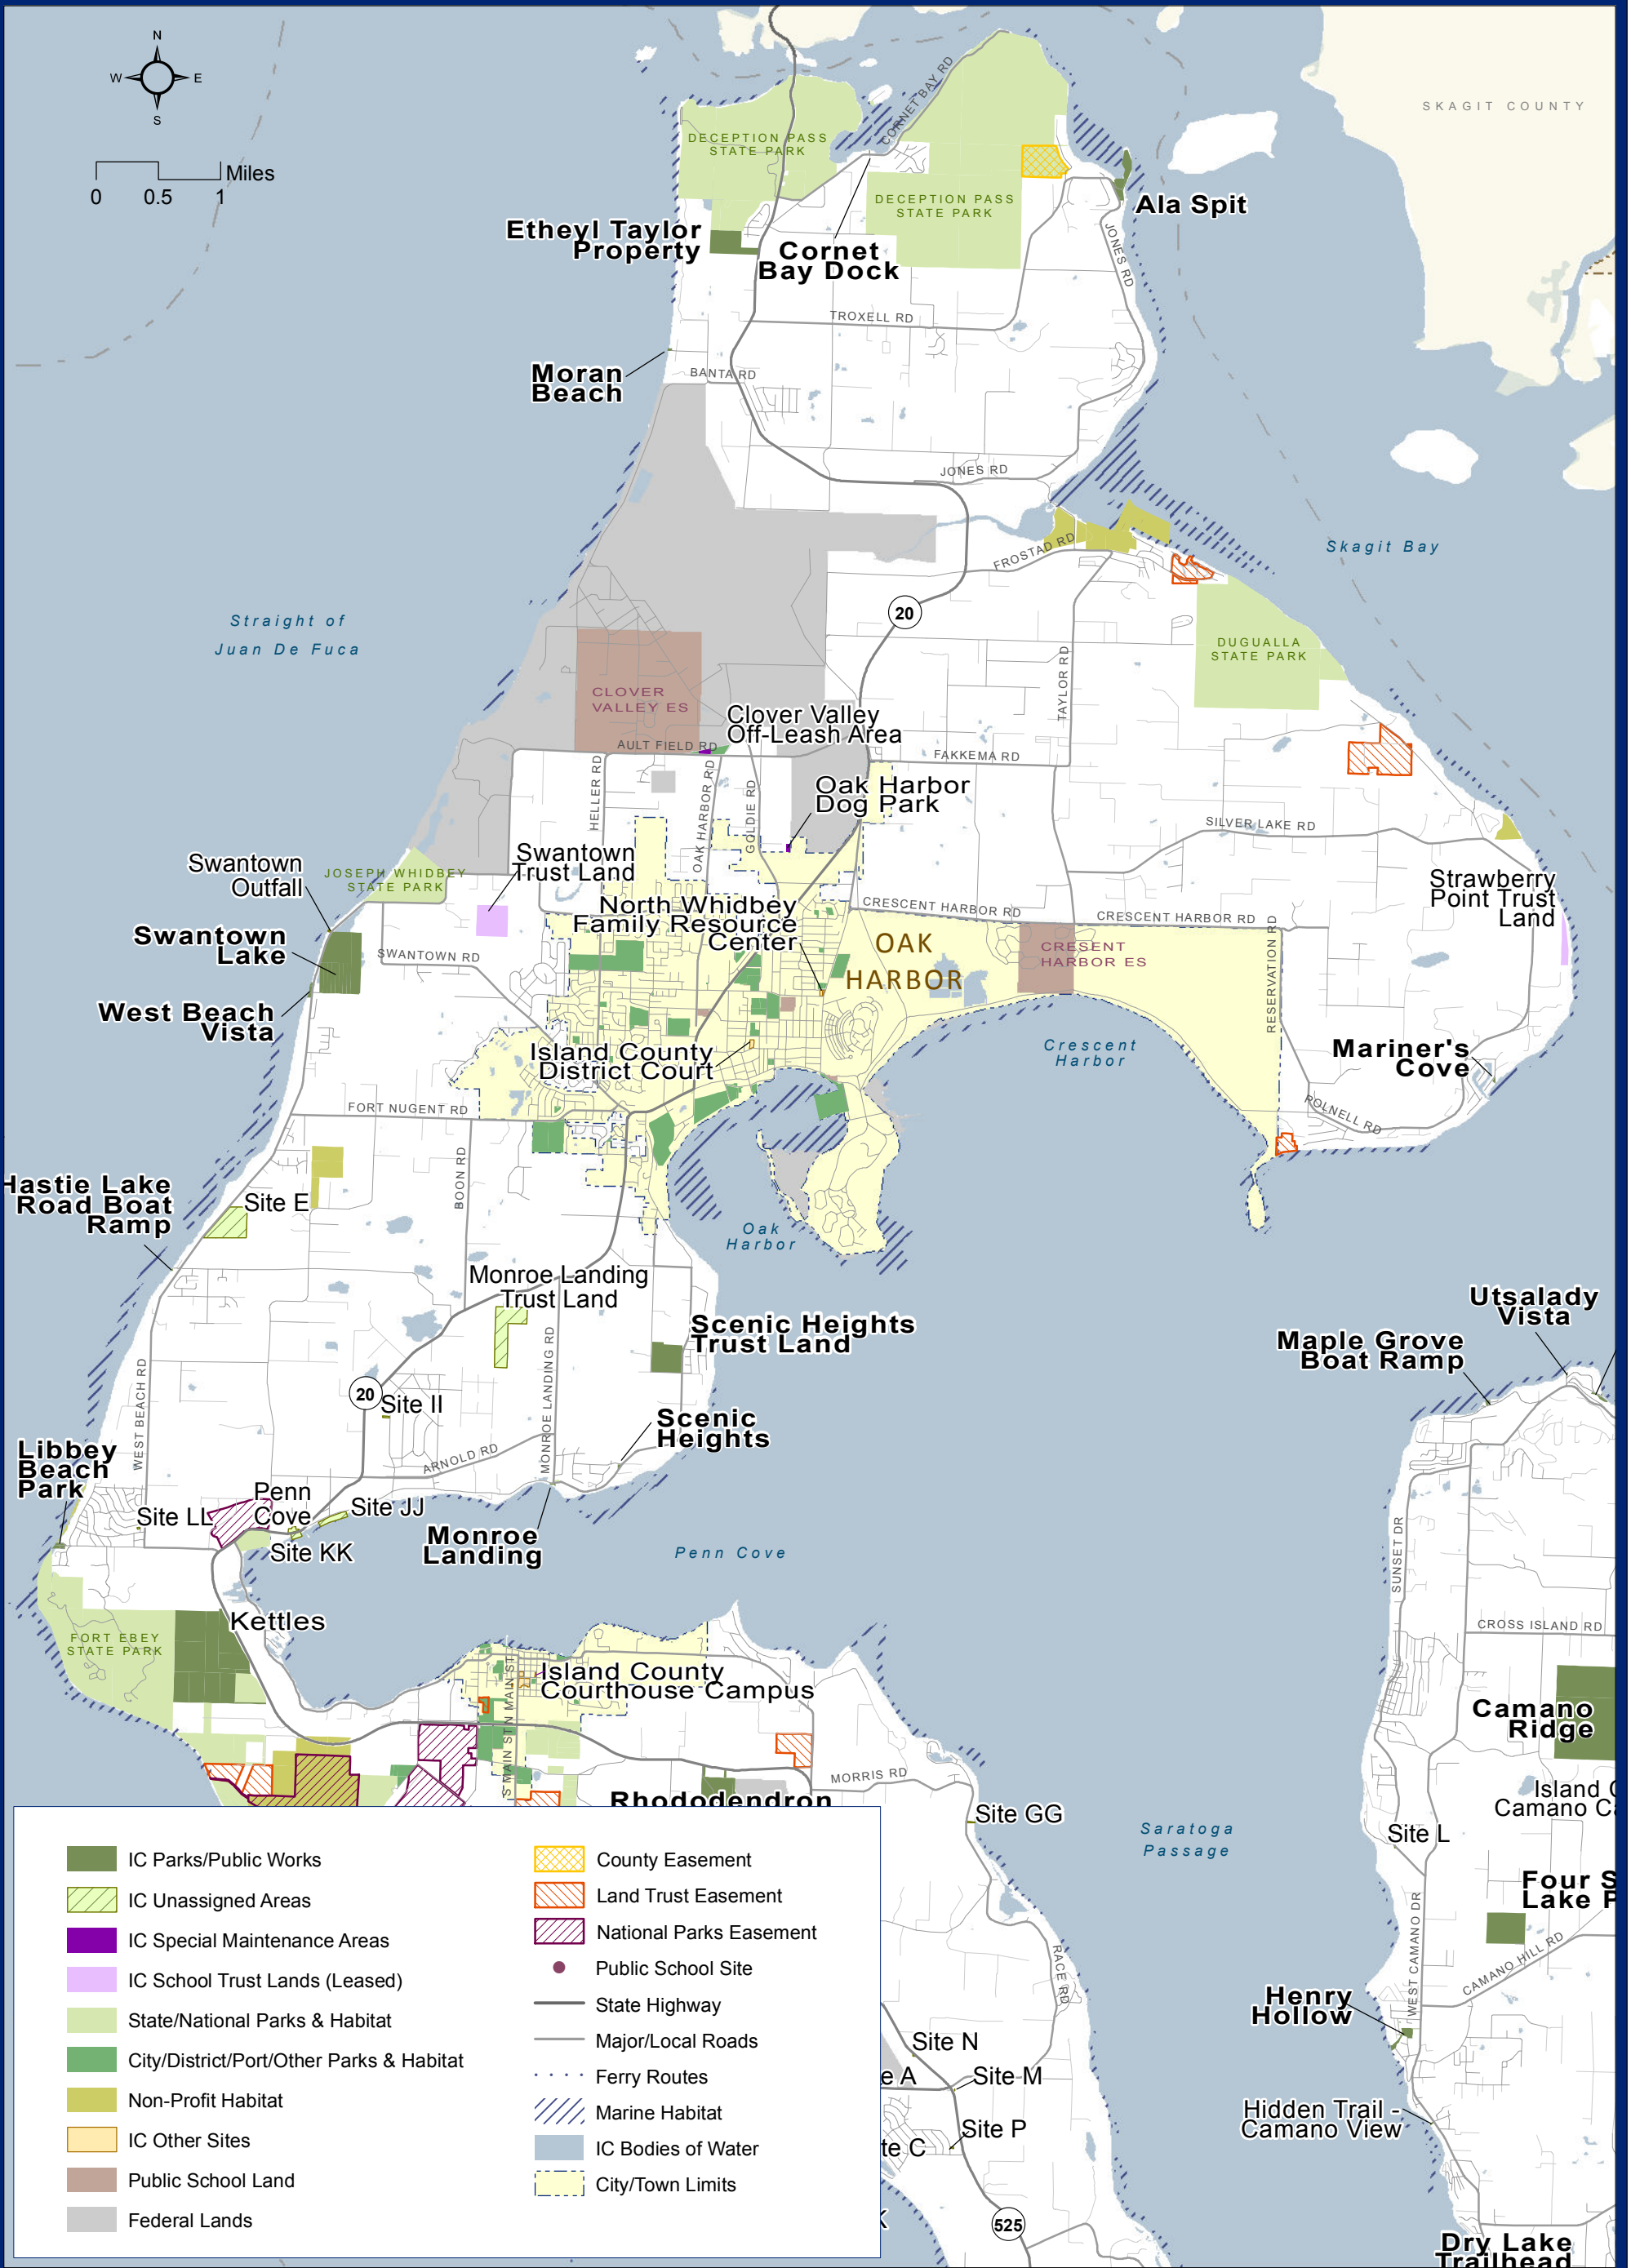 N
W
E
S
Miles
0
0.5
1
SKAGIT COUNTY
CORNET BAY RD
DECEPTION PASS
STATE PARK
DECEPTION PASS
STATE PARK
Ala Spit
Etheyl Taylor
Property
Cornet
Bay Dock
JONES RD
TROXELL RD
Moran
Beach
BANTA RD
JONES RD
FROSTAD RD
Skagit Bay
20
Straight of
Juan De Fuca
DUGUALLA
STATE PARK
TAYLOR RD
CLOVER
VALLEY ES
Clover Valley
Off-Leash Area
AULT FIELD RD
FAKKEMA RD
HELLER RD
OAK HARBOR RD
GOLDIE RD
Oak Harbor
Dog Park
SILVER LAKE RD
Swantown
Outfall
JOSEPH WHIDBEY
STATE PARK
Swantown
Trust Land
Strawberry
Point Trust
Land
North Whidbey
Family Resource
Center
CRESCENT HARBOR RD
CRESCENT HARBOR RD
Swantown
Lake
SWANTOWN RD
OAK
HARBOR
CRESENT
HARBOR ES
RESERVATION RD
West Beach
Vista
Island County
District Court
Crescent
Harbor
Mariner's
Cove
FORT NUGENT RD
POLNELL RD
BOON RD
Hastie Lake
Road Boat
Ramp
Site E
Oak
Harbor
Monroe Landing
Trust Land
Scenic Heights
Trust Land
Utsalady
Vista
Maple Grove
Boat Ramp
WEST BEACH RD
20
Site II
MONROE LANDING RD
Scenic
Heights
ARNOLD RD
Libbey
Beach
Park
Penn
Cove
Site LL
Site JJ
Site KK
Monroe
Landing
Penn Cove
SUNSET DR
Kettles
CROSS ISLAND RD
FORT EBEY
STATE PARK
Island County
Courthouse Campus
N MAIN ST
S MAIN ST
Camano
Ridge
MORRIS RD
Rhododendron
Island C
Camano Ca
Site GG
Saratoga
Passage
Site L
Four S
Lake P
WEST CAMANO DR
CAMANO HILL RD
RACE RD
Henry
Hollow
Site N
e A
Site M
Site P
te C
Hidden Trail -
Camano View
K
525
Dry Lake
Trailhead
IC Parks/Public Works
IC Unassigned Areas
IC Special Maintenance Areas
IC School Trust Lands (Leased)
State/National Parks & Habitat
City/District/Port/Other Parks & Habitat
Non-Profit Habitat
IC Other Sites
Public School Land
Federal Lands
County Easement
Land Trust Easement
National Parks Easement
Public School Site
State Highway
Major/Local Roads
Ferry Routes
Marine Habitat
IC Bodies of Water
City/Town Limits